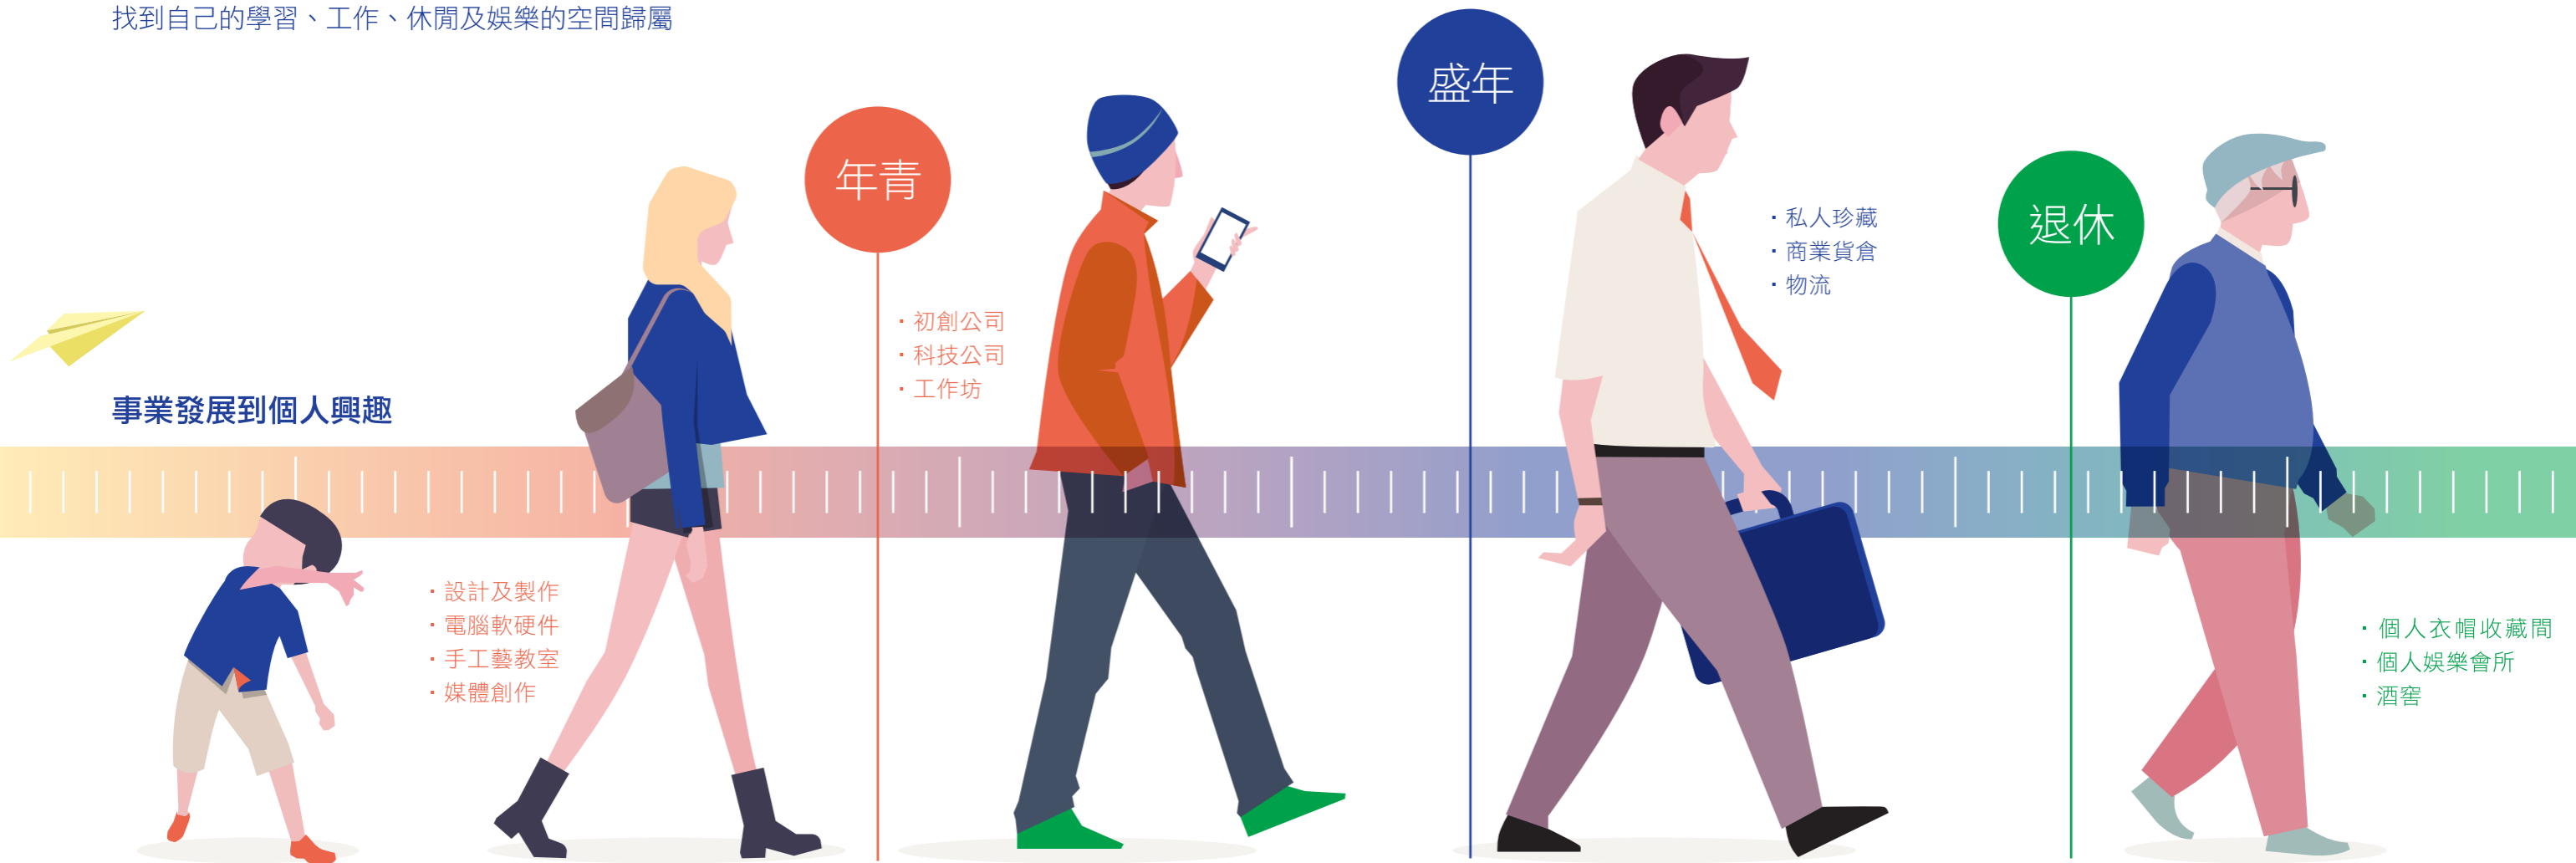 找到自己的學習、工作、休閒及娛樂的空間歸屬
事業發展到個人興趣
· 設計及製作
· 電腦軟硬件
· 手工藝教室
· 媒體創作
年青
· 初創公司
· 科技公司
· 工作坊
盛年
· 私人珍藏
· 商業貨倉
· 物流
退休
· 個人衣帽收藏間
· 個人娛樂會所
· 酒窖